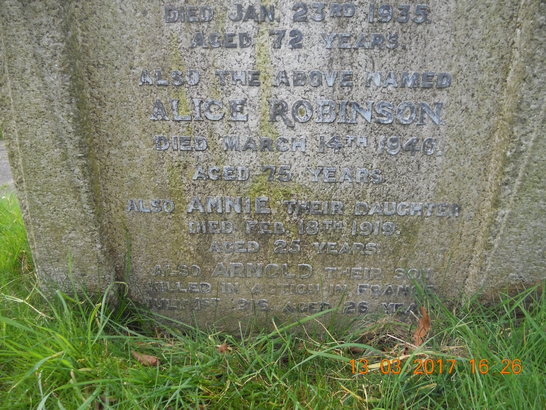 DIED JAN. 23RD 1935.
AGED 72 YEARS.
ALSO THE ABOVE NAMED
ALICE ROBINSON
DIED MARCH 14TH 1946.
AGED 75 YEARS.
ALSO ANNIE THEIR DAUGHTER
DIED FEB. 13TH 1919.
AGED 25 YEARS.
ALSO ARNOLD THEIR SON
KILLED IN ACTION IN FRANCE
AGED 26
13 03 2017 16:26